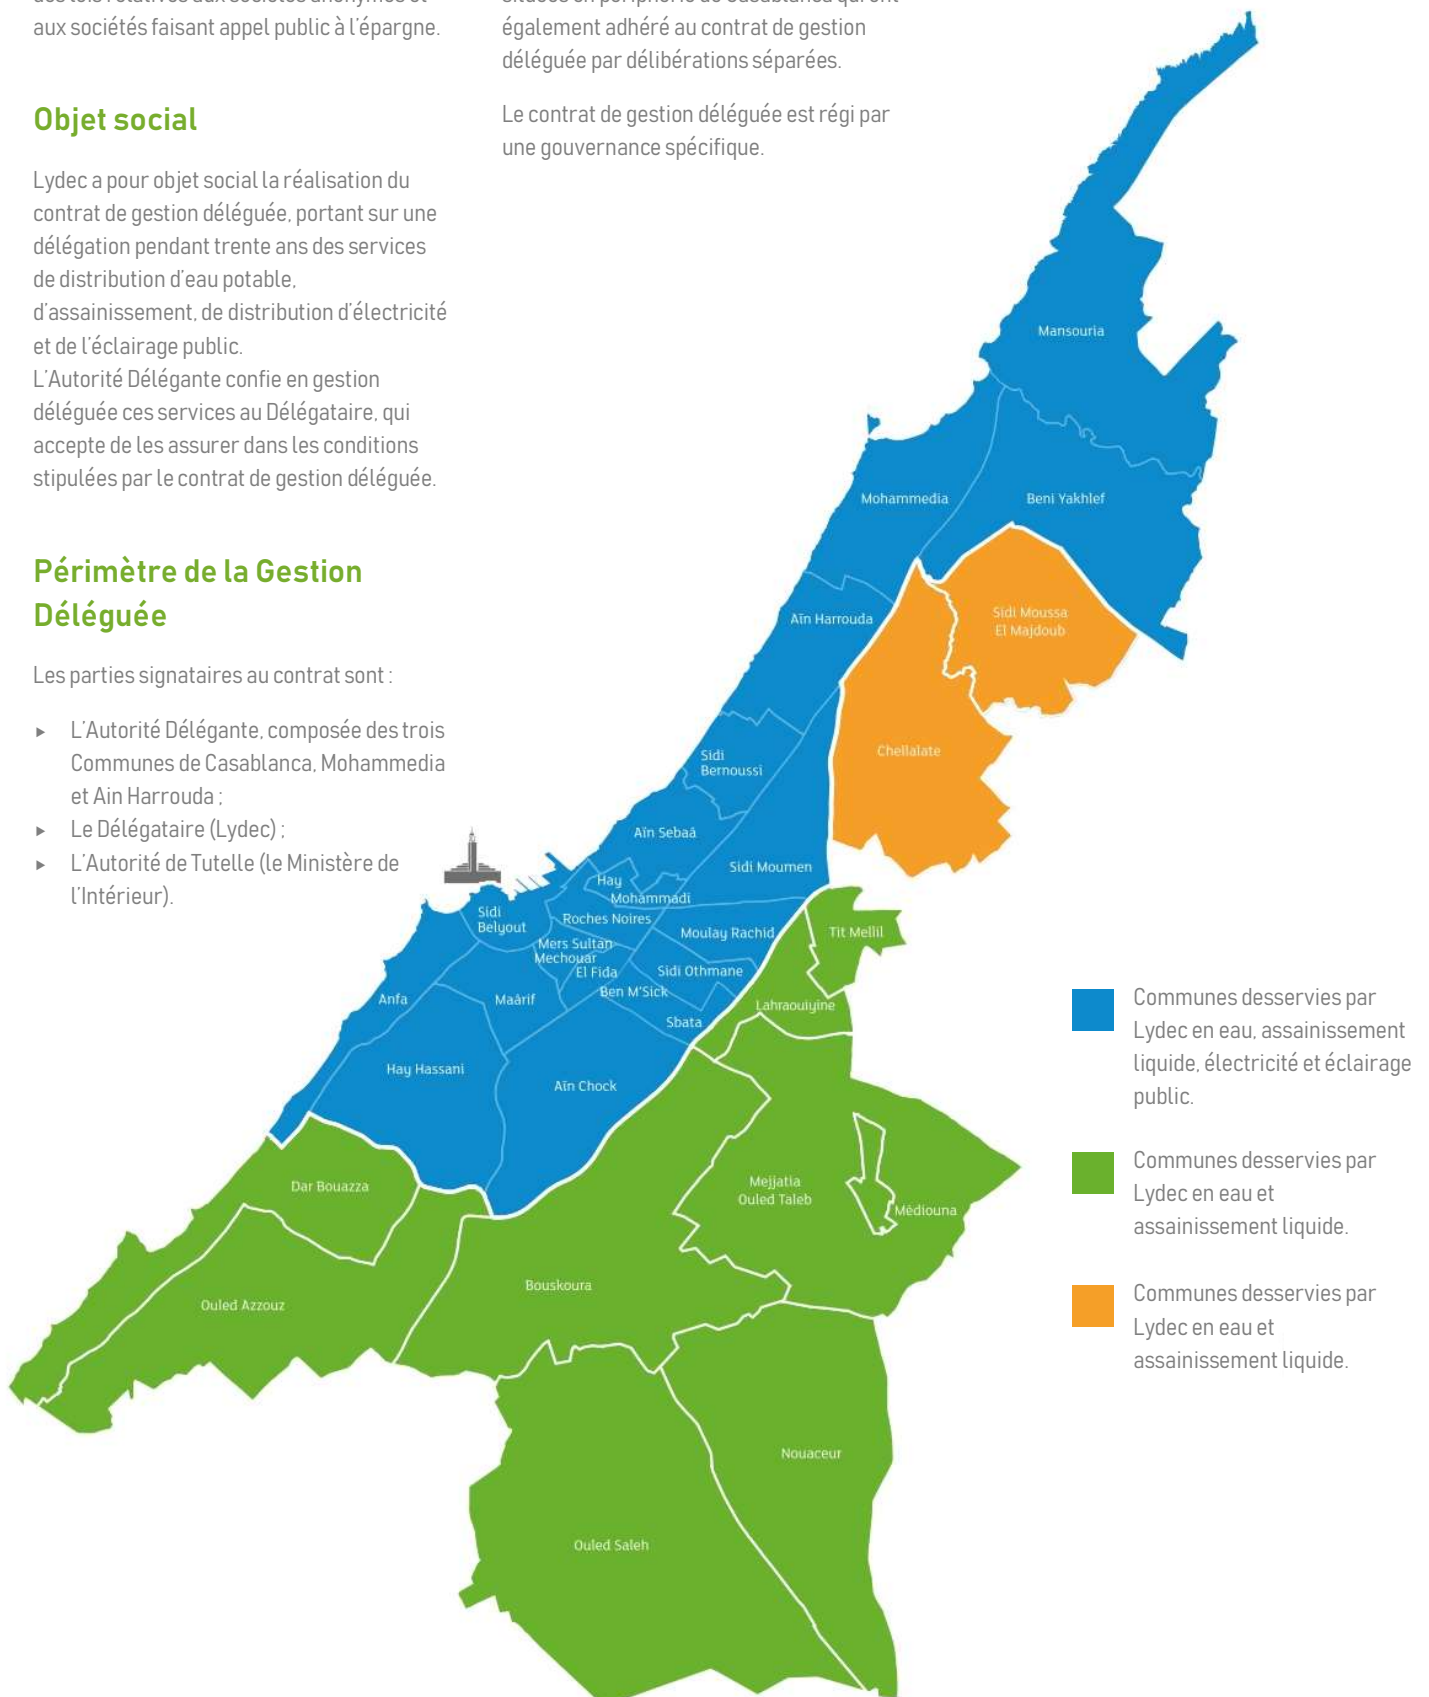 aux sociétés faisant appel public à l'épargne.
Objet social
Lydec a pour objet social la réalisation du
contrat de gestion déléguée, portant sur une
délégation pendant trente ans des services
de distribution d'eau potable,
d'assainissement, de distribution d'électricité
et de l'éclairage public.
L'Autorité Délégante confie en gestion
déléguée ces services au Délégataire, qui
accepte de les assurer dans les conditions
stipulées par le contrat de gestion déléguée.
Périmètre de la Gestion
Déléguée
Les parties signataires au contrat sont :
▸ L'Autorité Délégante, composée des trois
Communes de Casablanca, Mohammedia
et Ain Harrouda ;
▸ Le Délégataire (Lydec) ;
▸ L'Autorité de Tutelle (le Ministère de
l'Intérieur).
également adhéré au contrat de gestion
déléguée par délibérations séparées.
Le contrat de gestion déléguée est régi par
une gouvernance spécifique.
Mansouria
Mohammedia
Beni Yakhlef
Aïn Harrouda
Sidi Moussa
El Majdoub
Chellalate
Sidi
Bernoussi
Aïn Sebaâ
Sidi Moumen
Hay
Mohammadi
Sidi
Belyout
Roches Noires
Moulay Rachid
Tit Mellil
Mers Sultan
Mechouar
El Fida
Sidi Othmane
Anfa
Maârif
Ben M'Sick
Lahraouiyine
Sbata
Hay Hassani
Aïn Chock
Dar Bouazza
Mejjatia
Ouled Taleb
Médiouna
Bouskoura
Ouled Azzouz
Nouaceur
Ouled Saleh
Communes desservies par
Lydec en eau, assainissement
liquide, électricité et éclairage
public.
Communes desservies par
Lydec en eau et
assainissement liquide.
Communes desservies par
Lydec en eau et
assainissement liquide.